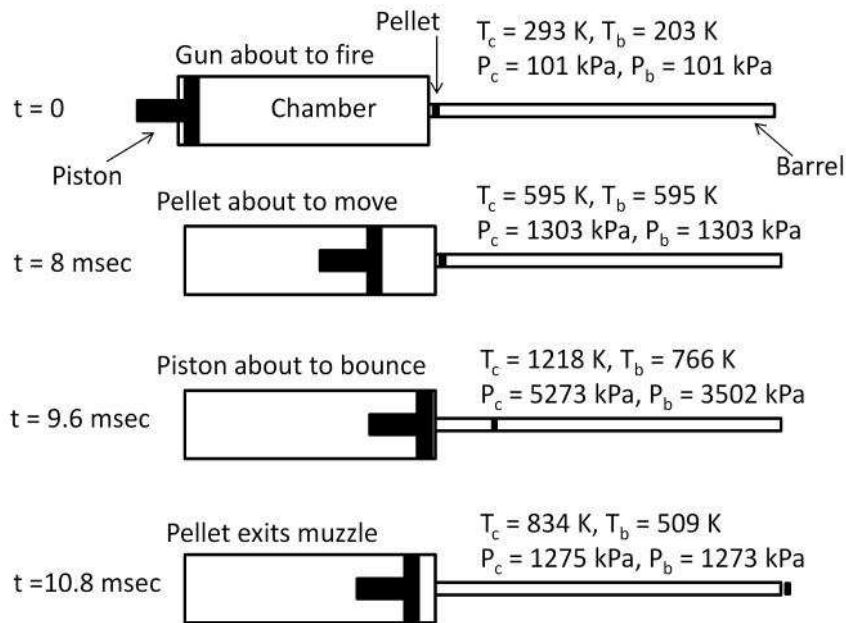 Pellet
T_c = 293 K, T_b = 203 K
Gun about to fire
P_c = 101 kPa, P_b = 101 kPa
t = 0
Chamber
Piston
Barrel
Pellet about to move
T_c = 595 K, T_b = 595 K
P_c = 1303 kPa, P_b = 1303 kPa
t = 8 msec
Piston about to bounce
T_c = 1218 K, T_b = 766 K
P_c = 5273 kPa, P_b = 3502 kPa
t = 9.6 msec
Pellet exits muzzle
T_c = 834 K, T_b = 509 K
P_c = 1275 kPa, P_b = 1273 kPa
t =10.8 msec